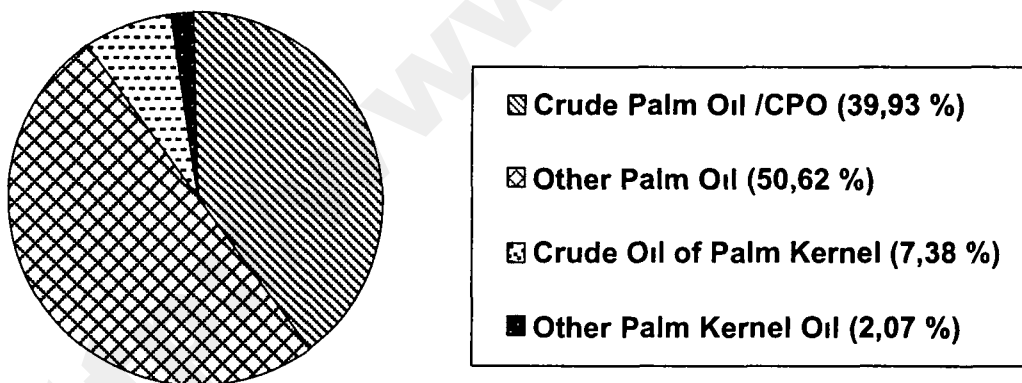 Crude Palm Oil /CPO (39,93 %)
Other Palm Oil (50,62 %)
Crude Oil of Palm Kernel (7,38 %)
Other Palm Kernel Oil (2,07 %)